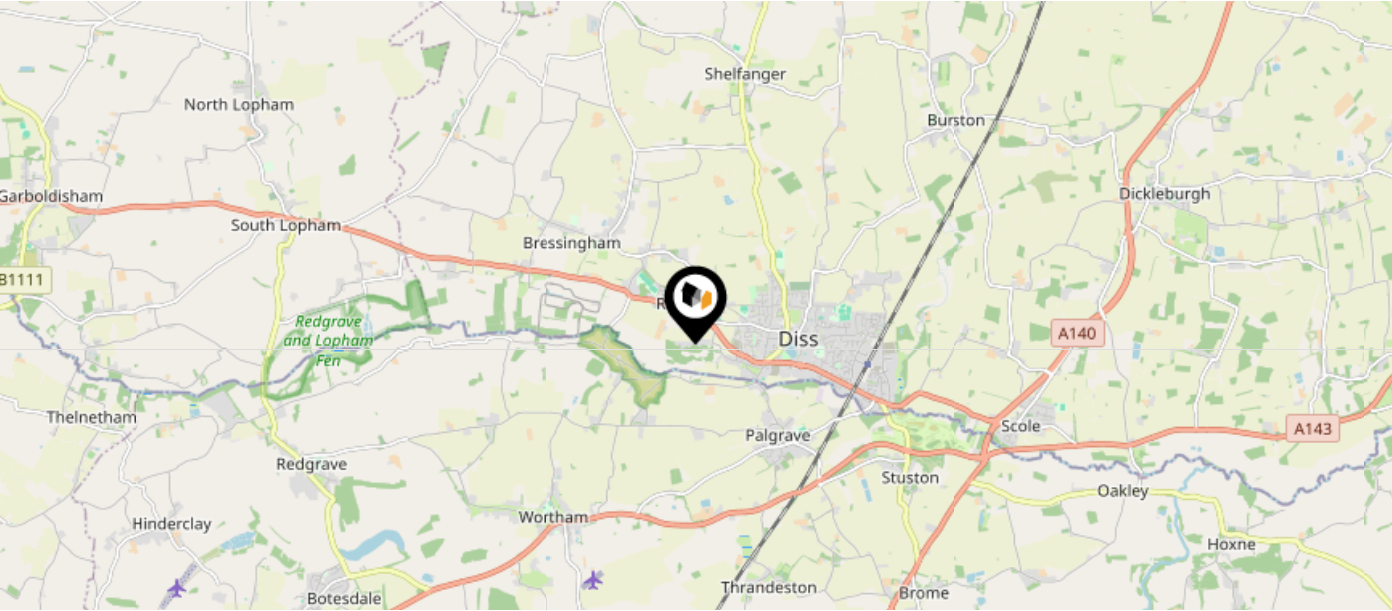 Shelfanger
North Lopham
Burston
Garboldisham
Dickleburgh
South Lopham
Bressingham
B1111
Redgrave
and Lopham
Fen
Diss
A140
Thelnetham
Scole
A143
Palgrave
Redgrave
Stuston
Oakley
Wortham
Hinderclay
Hoxne
Thrandeston
Brome
Botesdale